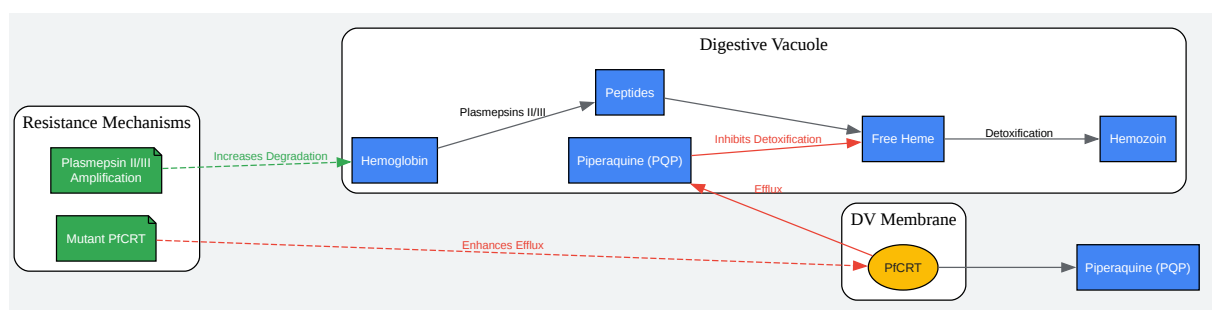 Digestive Vacuole
Peptides
Plasmepsins II/III
Resistance Mechanisms
Hemoglobin
Piperaquine (PQP)
Inhibits Detoxification
Free Heme
Detoxification
Hemozoin
Plasmepsin II/III
Amplification
Increases Degradation
Efflux
DV Membrane
Mutant PfCRT
Enhances Efflux
PfCRT
Piperaquine (PQP)